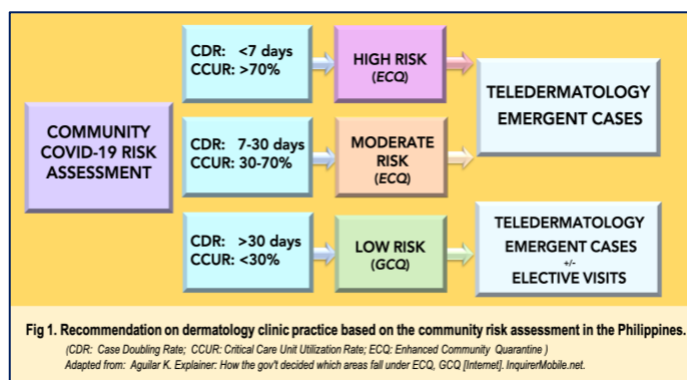 COMMUNITY
COVID-19 RISK
ASSESSMENT
CDR: <7 days
CCUR: >70%
HIGH RISK
(ECQ)
TELEDERMATOLOGY
EMERGENT CASES
CDR: 7-30 days
CCUR: 30-70%
MODERATE
RISK
(ECQ)
CDR: >30 days
CCUR: <30%
LOW RISK
(GCQ)
TELEDERMATOLOGY
EMERGENT CASES
+/-
ELECTIVE VISITS
Fig 1. Recommendation on dermatology clinic practice based on the community risk assessment in the Philippines.
(CDR: Case Doubling Rate; CCUR: Critical Care Unit Utilization Rate; ECQ: Enhanced Community Quarantine )
Adapted from: Aguilar K. Explainer: How the gov't decided which areas fall under ECQ, GCQ [Internet]. InquirerMobile.net.